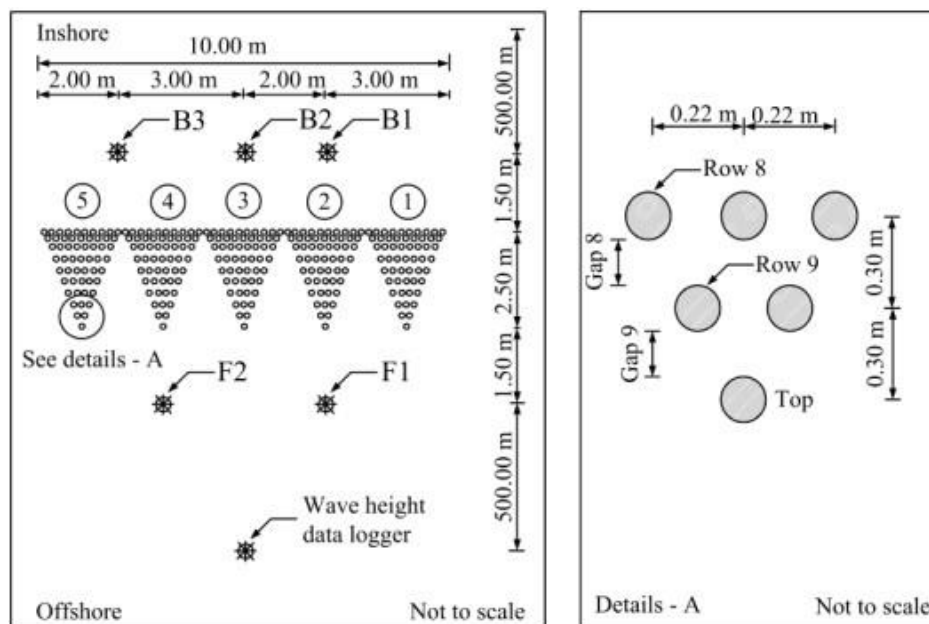 Inshore
10.00 m
2.00 m
3.00 m
2.00 m
3.00 m
B3
B2
B1
5
4
3
2
1
See details - A
F2
F1
Wave height
data logger
Offshore
Not to scale
500.00 m
1.50 m
2.50 m
1.50 m
500.00 m
0.22 m
0.22 m
Row 8
Gap 8
Row 9
Gap 9
Top
0.30 m
0.30 m
Details - A
Not to scale